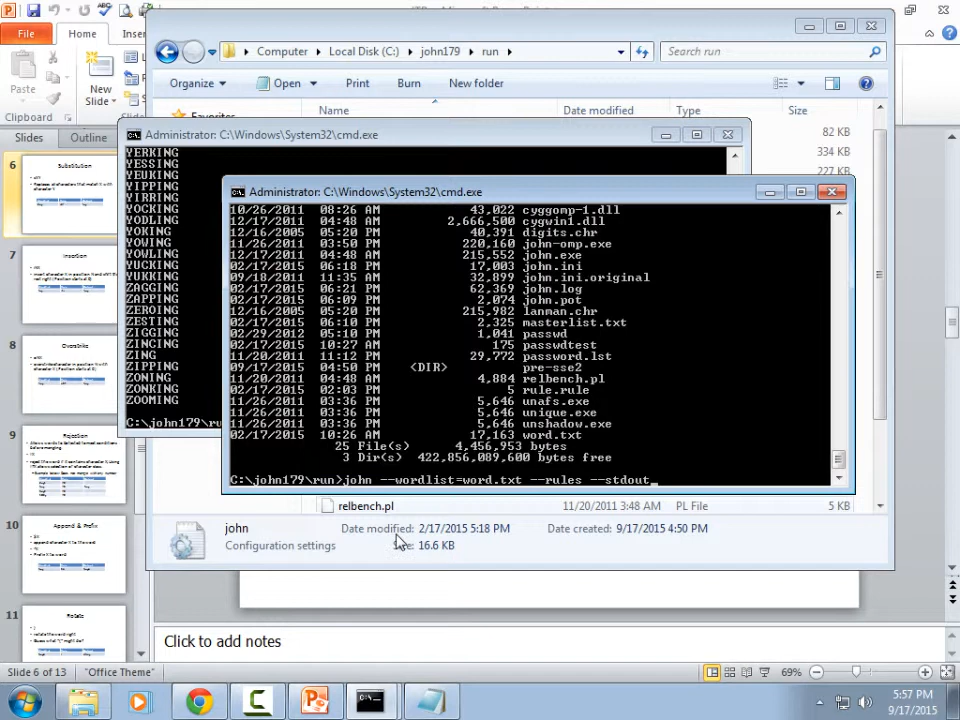 File
Home
Inser
Paste
New
Slide
Clipboard
Slides
Outline
Computer
Local Disk (C:)
john179
run
Search run
Organize
Open
Print
Burn
New folder
Favorites
Name
Date modified
Type
Size
82 KB
334 KB
227 KB
Administrator: C:\Windows\System32\cmd.exe
YERKING
YESSING
YEUKING
YIPPING
YIRRING
YOCKING
YODLING
YOKING
YOWING
YOWLING
YUCKING
YUKKING
ZAGGING
ZAPPING
ZEROING
ZESTING
ZIGGING
ZINCING
ZING
ZIPPING
ZONING
ZONKING
ZOOMING
C:\john179\ru
Administrator: C:\Windows\System32\cmd.exe
10/26/2011 08:26 AM 43,022 cyggomp-1.dll
12/17/2011 04:48 AM 2,666,500 cygwin1.dll
12/16/2005 05:20 PM 40,391 digits.chr
11/26/2011 03:50 PM 220,160 john-omp.exe
12/17/2011 04:48 AM 215,552 john.exe
02/17/2015 06:18 PM 17,003 john.ini
09/18/2011 11:35 AM 32,899 john.ini.original
02/17/2015 06:21 PM 62,369 john.log
02/17/2015 06:09 PM 2,074 john.pot
12/16/2005 05:20 PM 215,982 lanman.chr
02/17/2015 06:10 PM 2,325 masterlist.txt
02/29/2012 05:10 PM 1,041 passwd
02/17/2015 10:27 AM 175 passwdtest
11/20/2011 11:12 PM 29,772 password.lst
09/17/2015 04:50 PM <DIR> pre-sse2
11/20/2011 04:48 AM 4,884 relbench.pl
02/17/2015 02:03 PM 5 rule.rule
11/26/2011 03:36 PM 5,646 unafs.exe
11/26/2011 03:36 PM 5,646 unique.exe
11/26/2011 03:36 PM 5,646 unshadow.exe
02/17/2015 10:26 AM 17,163 word.txt
25 File(s) 4,456,953 bytes
3 Dir(s) 422,856,089,600 bytes free
C:\john179\run>john --wordlist=word.txt --rules --stdout_
relbench.pl
11/20/2011 3:48 AM
PL File
5 KB
john
Configuration settings
Date modified: 2/17/2015 5:18 PM
Size: 16.6 KB
Date created: 9/17/2015 4:50 PM
6
Substitution
7
Insertion
8
Overstrike
9
Rejection
10
Append & Prefix
11
Rotate
Click to add notes
Slide 6 of 13
"Office Theme"
69%
5:57 PM
9/17/2015